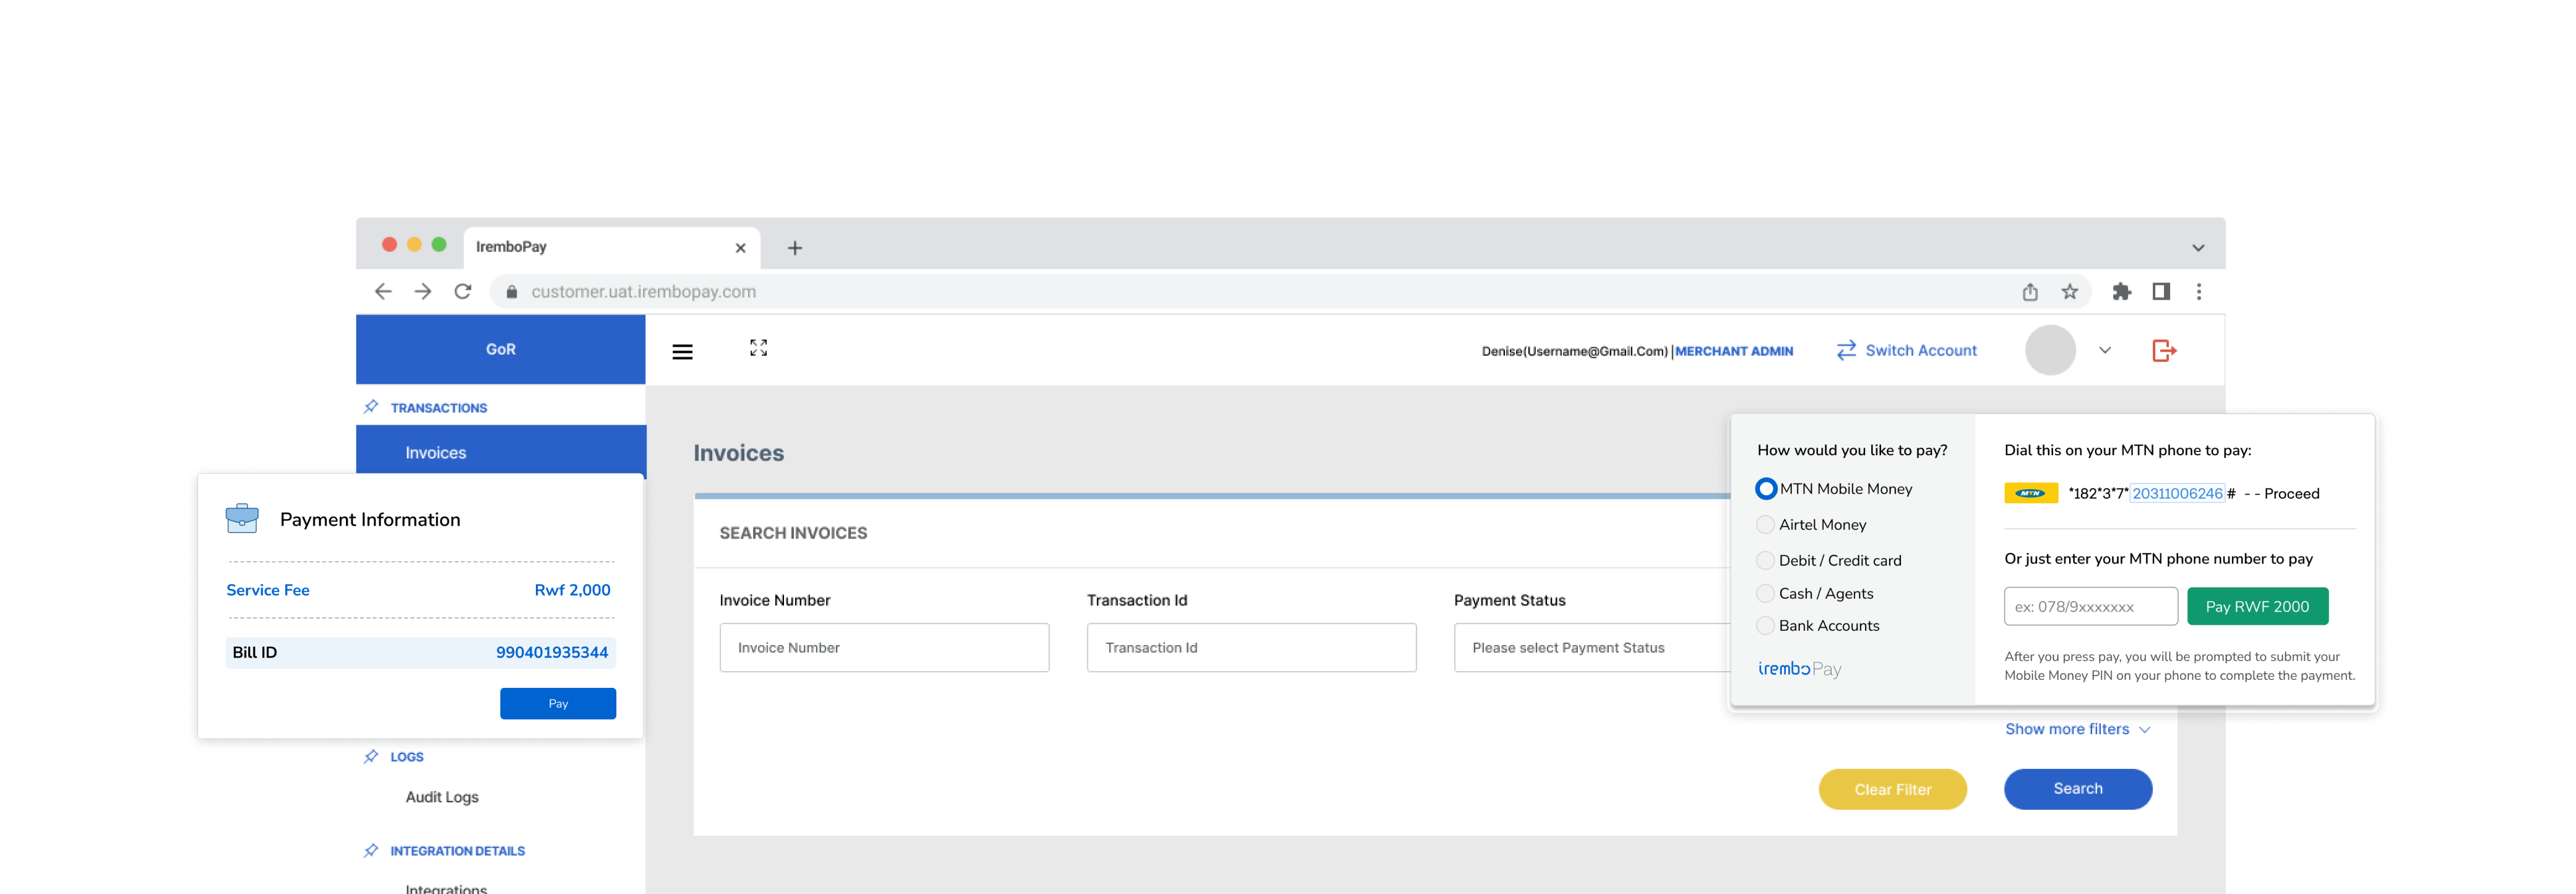 IremboPay
customer.uat.irembopay.com
GoR
Denise(Username@Gmail.Com) | MERCHANT ADMIN
Switch Account
TRANSACTIONS
Invoices
Payment Information
Service Fee Rwf 2,000
Bill ID 990401935344
Pay
LOGS
Audit Logs
INTEGRATION DETAILS
Integrations
Invoices
SEARCH INVOICES
Invoice Number
Invoice Number
Transaction Id
Transaction Id
Payment Status
Please select Payment Status
How would you like to pay?
MTN Mobile Money
Airtel Money
Debit / Credit card
Cash / Agents
Bank Accounts
iremboPay
Dial this on your MTN phone to pay:
MTN *182*3*7*20311006246# - - Proceed
Or just enter your MTN phone number to pay
ex: 078/9xxxxxxx
Pay RWF 2000
After you press pay, you will be prompted to submit your
Mobile Money PIN on your phone to complete the payment.
Show more filters
Clear Filter
Search